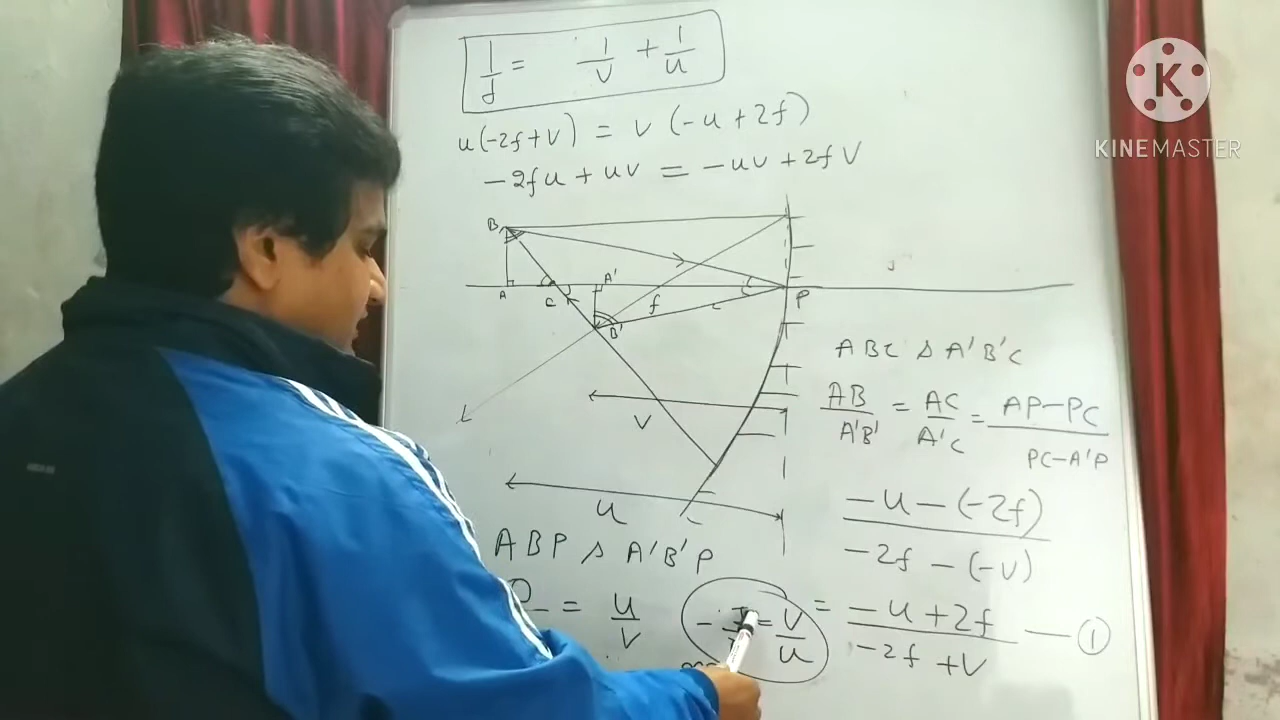 1/f = 1/v + 1/u
u(-2f+v) = v(-u+2f)
-2fu + uv = -uv + 2fv
K
KINEMASTER
B
A
C
A'
B'
f
P
L
v
u
ABC Δ A'B'C
AB/A'B' = AC/A'C = AP-PC/PC-A'P
-u-(-2f)/-2f-(-v)
= -u+2f/-2f+v — ①
ABP Δ A'B'P
= u/v
= v/u